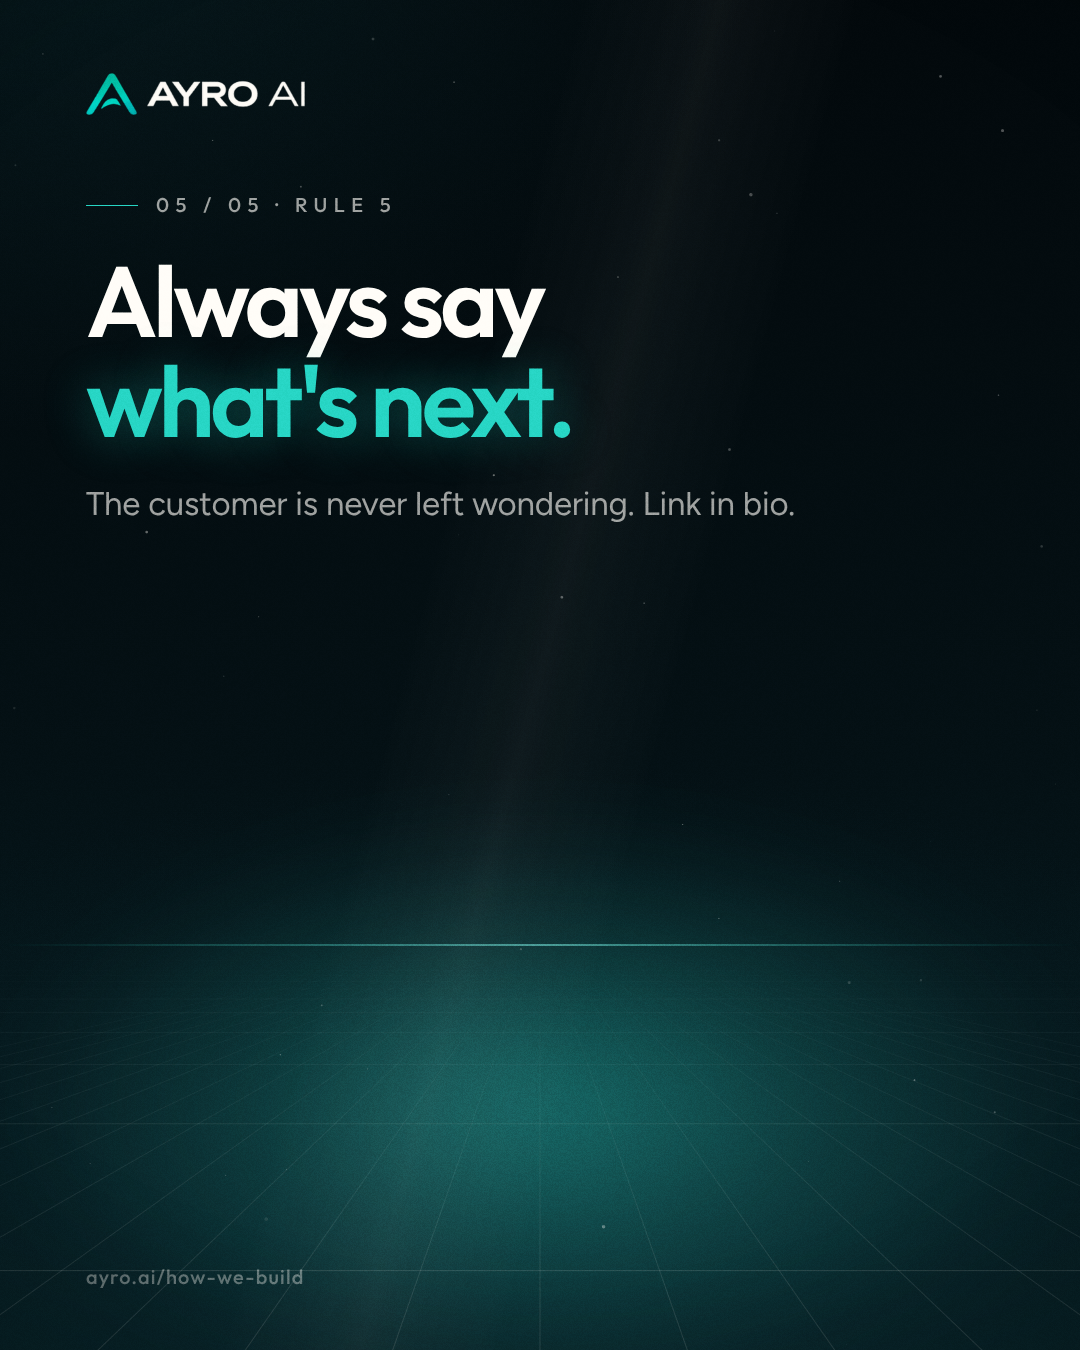 AYRO AI
05 / 05 · RULE 5
Always say
what's next.
The customer is never left wondering. Link in bio.
ayro.ai/how-we-build